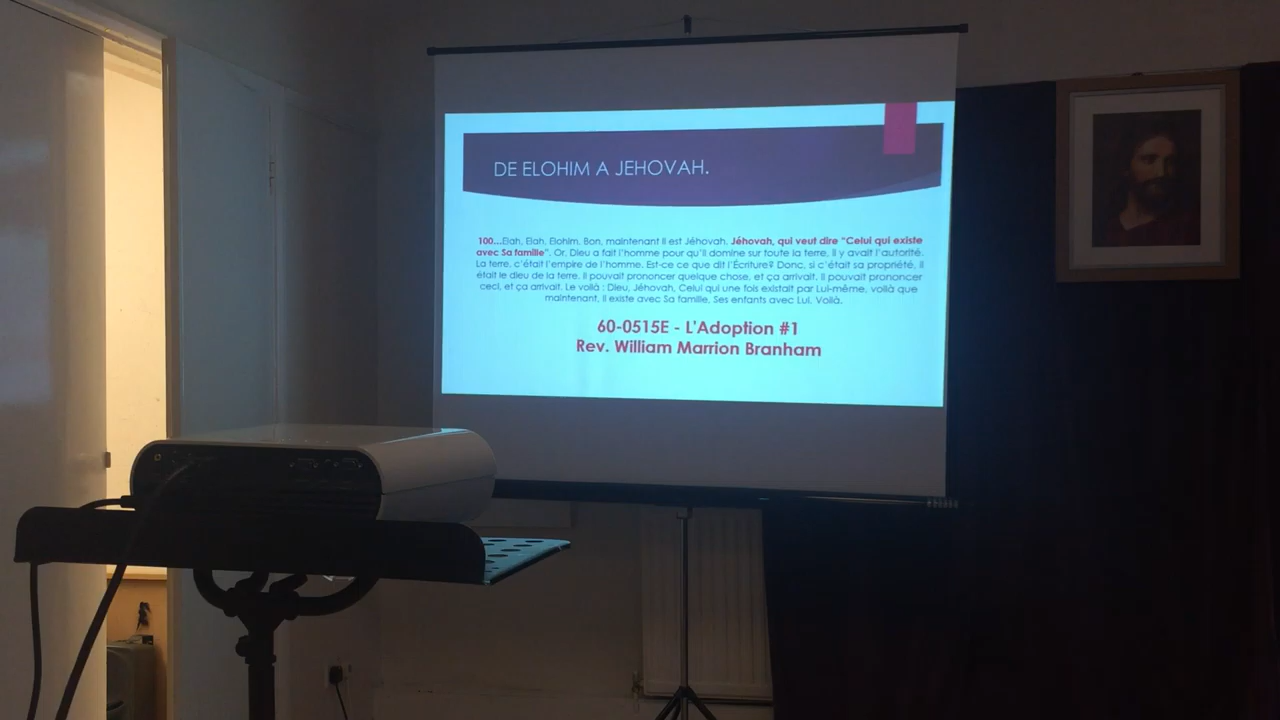 DE ELOHIM A JEHOVAH.
100...Elah, Elah, Elohim. Bon, maintenant Il est Jéhovah. Jéhovah, qui veut dire “Celui qui existe
avec Sa famille”. Or, Dieu a fait l’homme pour qu’il domine sur toute la terre, il y avait l’autorité.
La terre, c’était l’empire de l’homme. Est-ce ce que dit l’Écriture? Donc, si c’était sa propriété, il
était le dieu de la terre. Il pouvait prononcer quelque chose, et ça arrivait. Il pouvait prononcer
ceci, et ça arrivait. Le voilà : Dieu, Jéhovah, Celui qui une fois existait par Lui-même, voilà que
maintenant, Il existe avec Sa famille, Ses enfants avec Lui. Voilà.
60-0515E - L'Adoption #1
Rev. William Marrion Branham